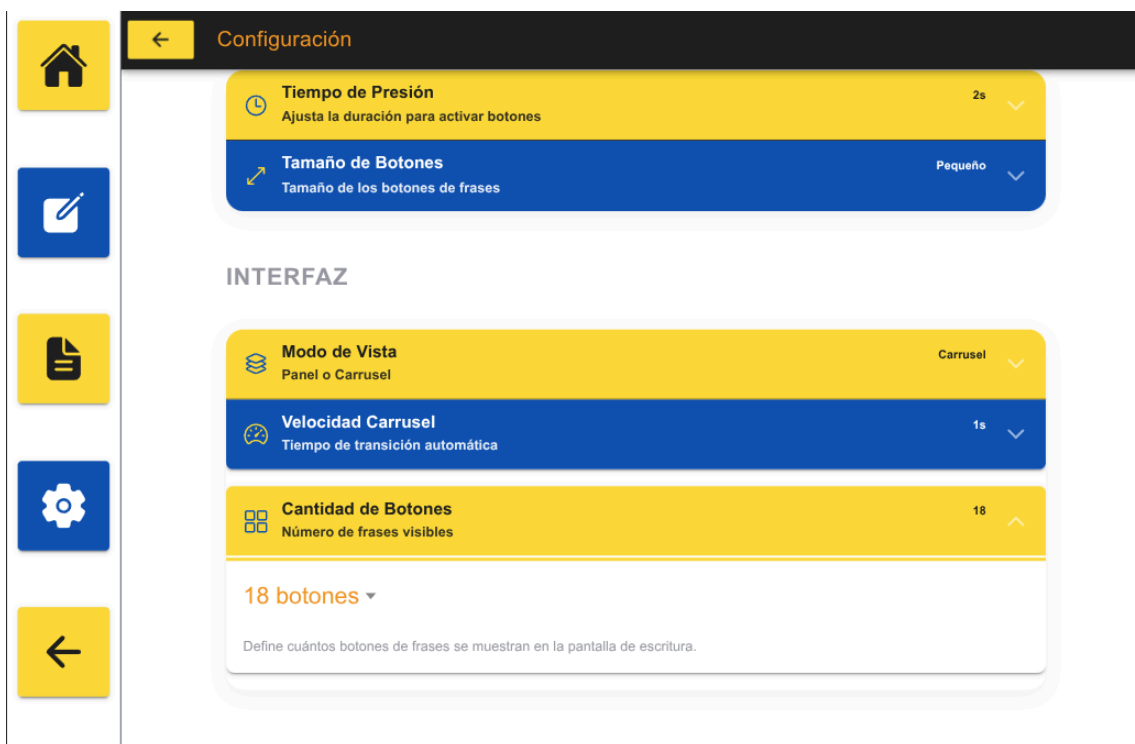 Configuración
Tiempo de Presión
2s
Ajusta la duración para activar botones
Tamaño de Botones
Pequeño
Tamaño de los botones de frases
INTERFAZ
Modo de Vista
Carrusel
Panel o Carrusel
Velocidad Carrusel
1s
Tiempo de transición automática
Cantidad de Botones
18
Número de frases visibles
18 botones
Define cuántos botones de frases se muestran en la pantalla de escritura.